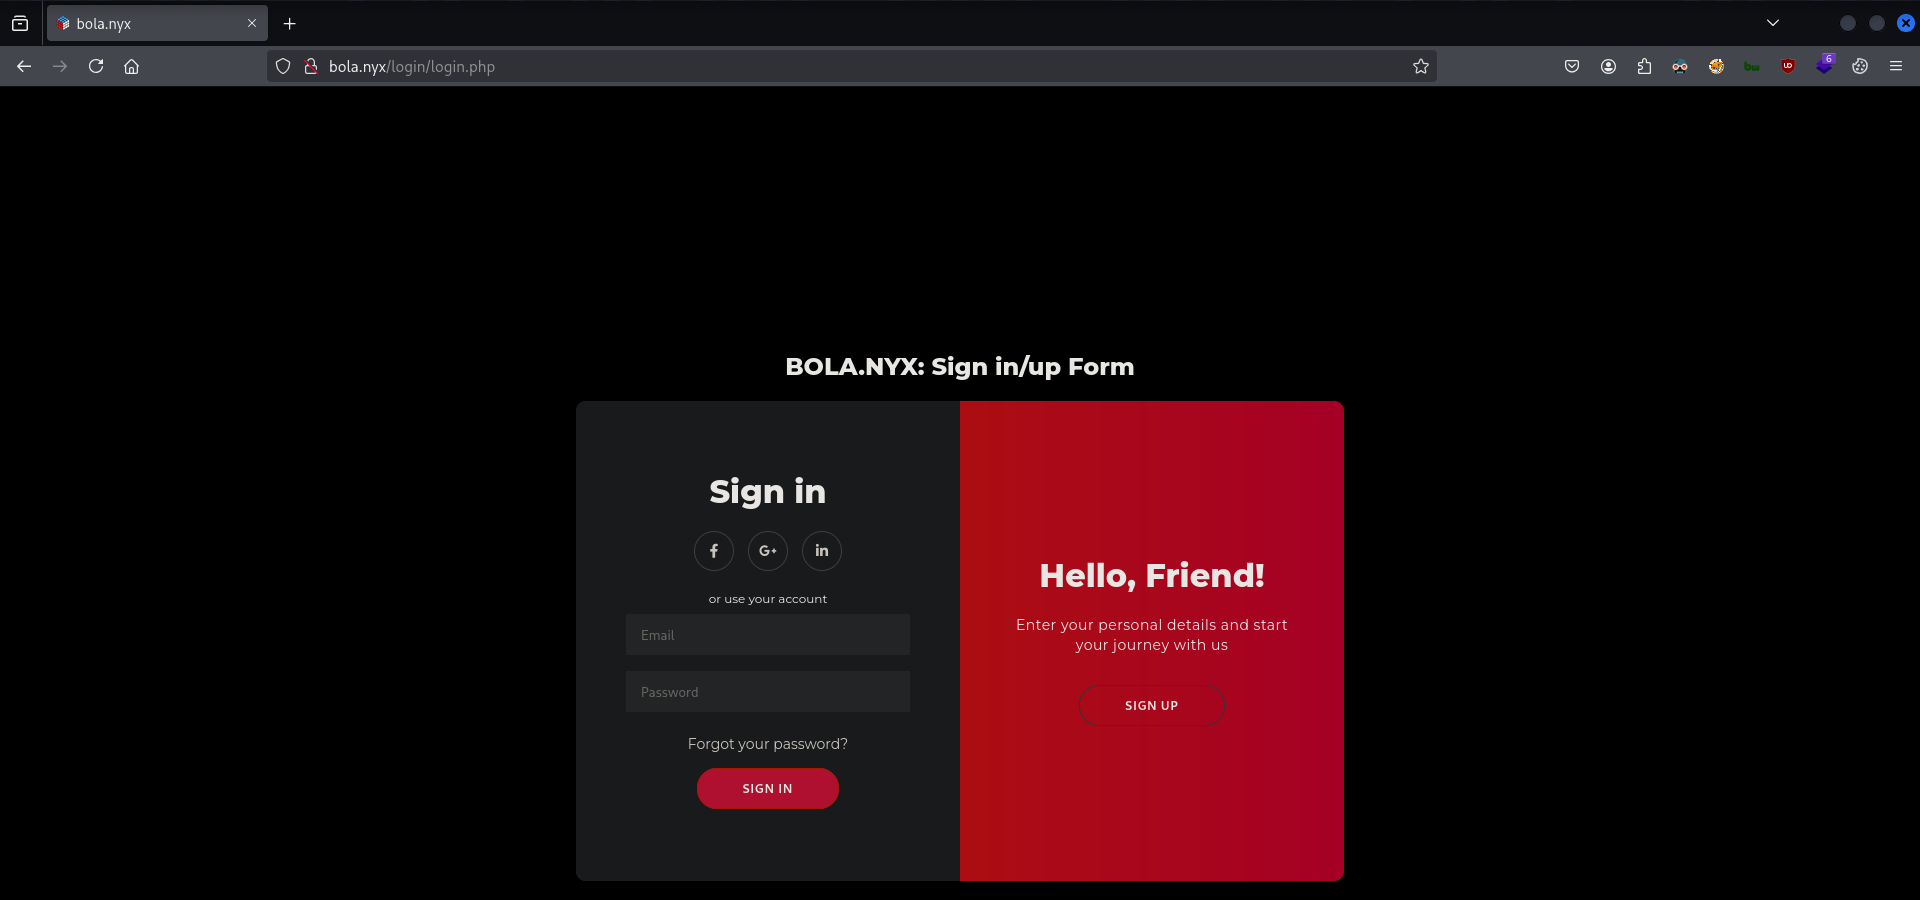 bola.nyx
bola.nyx/login/login.php
6
BOLA.NYX: Sign in/up Form
Sign in
G+
in
or use your account
Email
Password
Forgot your password?
SIGN IN
Hello, Friend!
Enter your personal details and start
your journey with us
SIGN UP